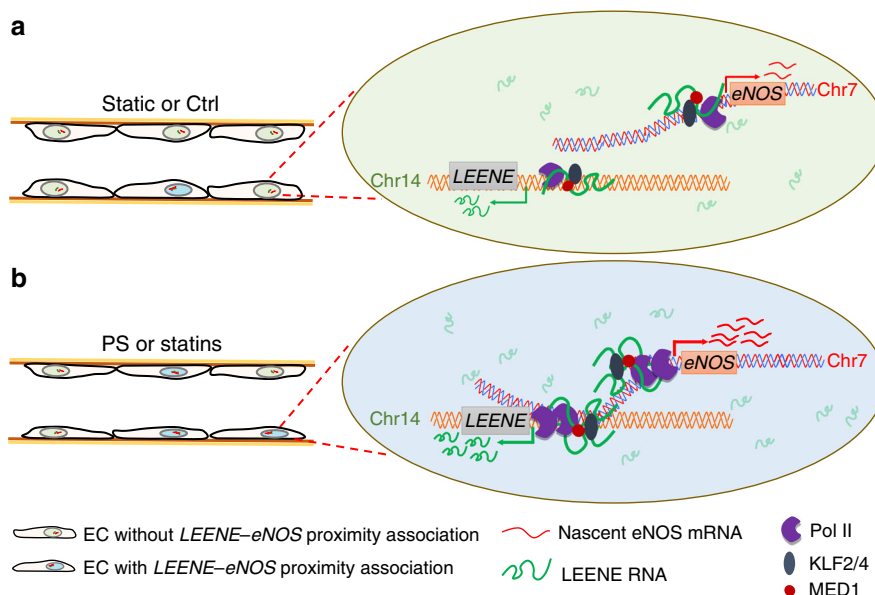 a
Static or Ctrl
eNOS
Chr7
LEENE
Chr14
b
PS or statins
eNOS
Chr7
LEENE
Chr14
EC without LEENE–eNOS proximity association
EC with LEENE–eNOS proximity association
Nascent eNOS mRNA
LEENE RNA
Pol II
KLF2/4
MED1